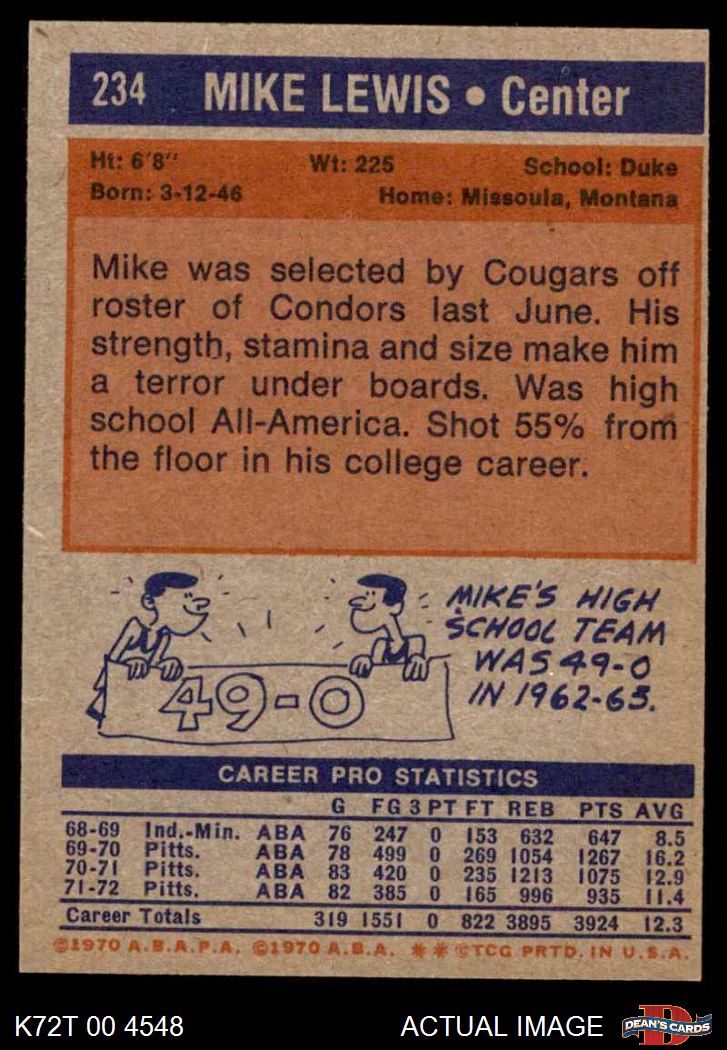 234 MIKE LEWIS • Center
Ht: 6'8" Wt: 225 School: Duke
Born: 3-12-46 Home: Missoula, Montana
Mike was selected by Cougars off
roster of Condors last June. His
strength, stamina and size make him
a terror under boards. Was high
school All-America. Shot 55% from
the floor in his college career.
MIKE'S HIGH
SCHOOL TEAM
WAS 49-0
IN 1962-63.
49-0
CAREER PRO STATISTICS
G FG 3 PT FT REB PTS AVG
68-69 Ind.-Min. ABA 76 247 0 153 632 647 8.5
69-70 Pitts. ABA 78 499 0 269 1054 1267 16.2
70-71 Pitts. ABA 83 420 0 235 1213 1075 12.9
71-72 Pitts. ABA 82 385 0 165 996 935 11.4
Career Totals 319 1551 0 822 3895 3924 12.3
©1970 A.B.A.P.A. ©1970 A.B.A. ** ©TCG PRTD. IN U.S.A.
K72T 00 4548 ACTUAL IMAGE D DEAN'S CARDS